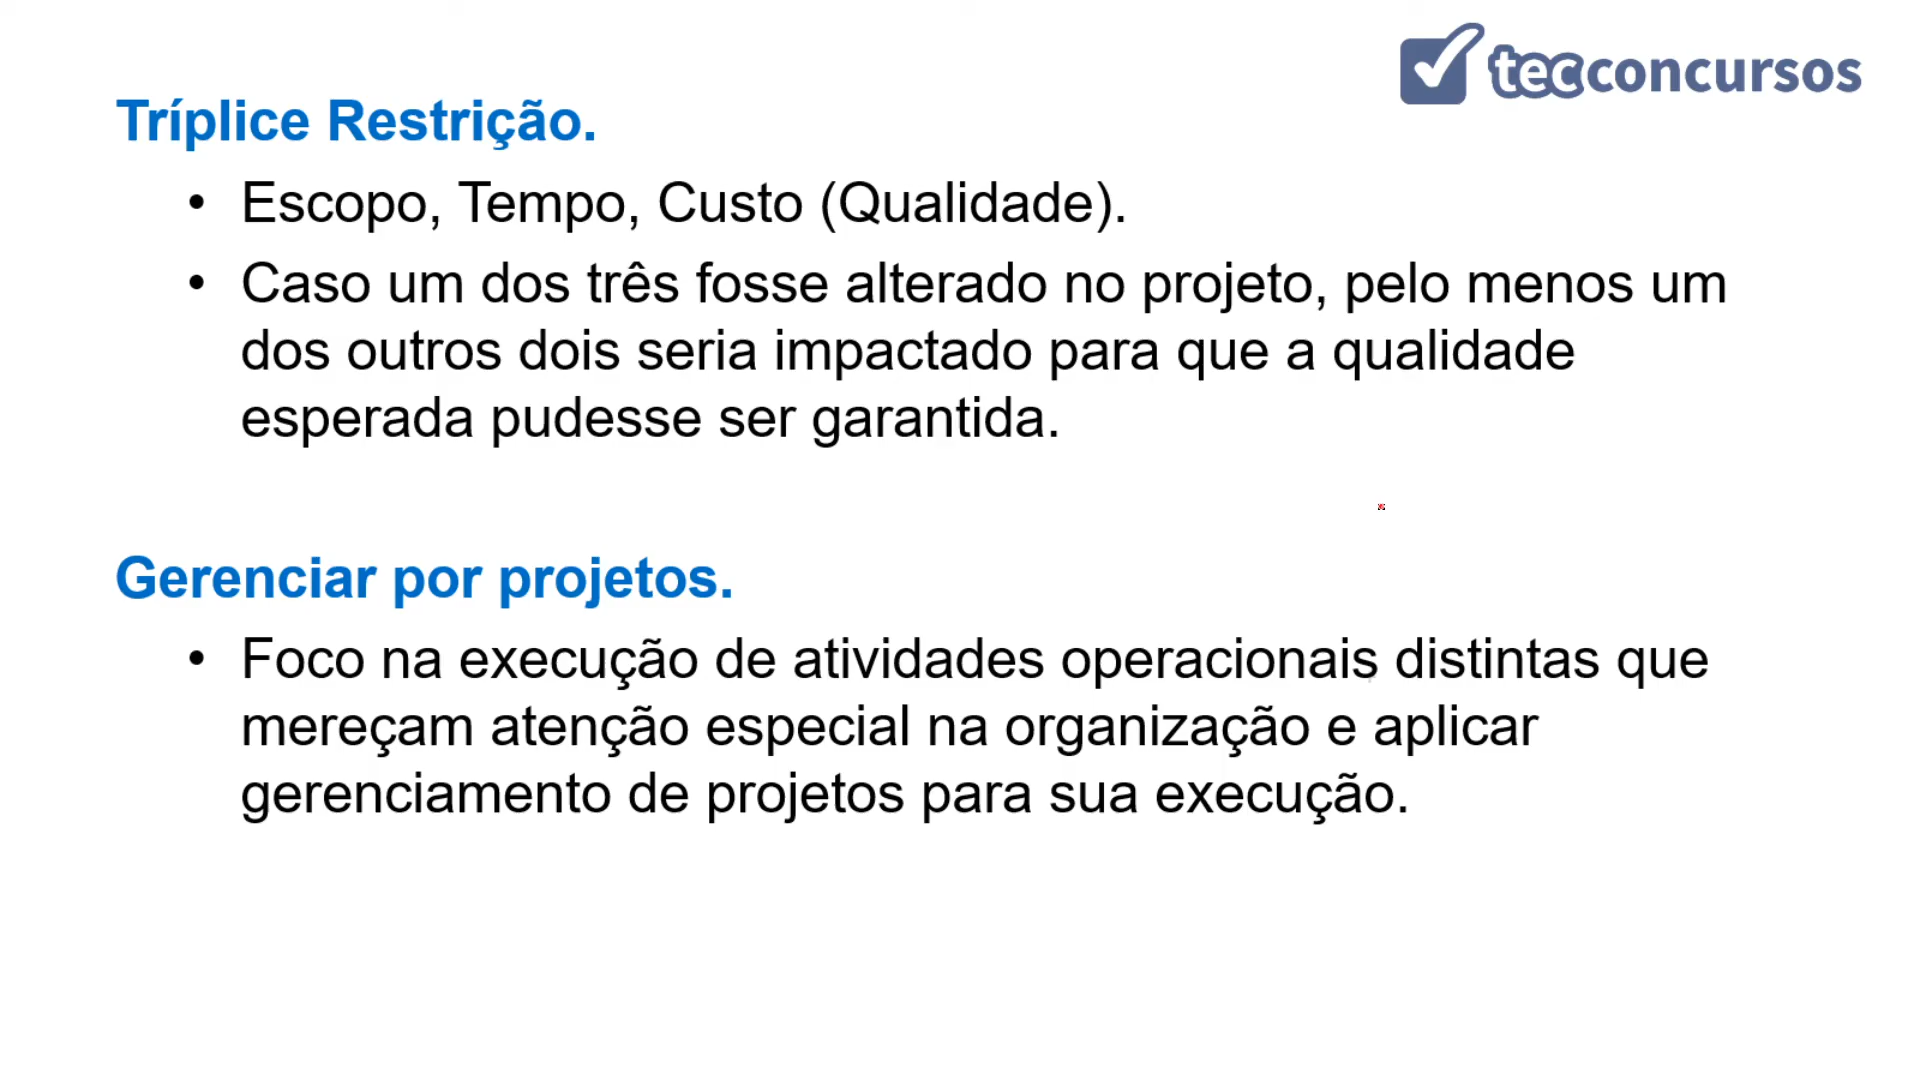 tecconcursos
Tríplice Restrição.
• Escopo, Tempo, Custo (Qualidade).
• Caso um dos três fosse alterado no projeto, pelo menos um
dos outros dois seria impactado para que a qualidade
esperada pudesse ser garantida.
Gerenciar por projetos.
• Foco na execução de atividades operacionais distintas que
mereçam atenção especial na organização e aplicar
gerenciamento de projetos para sua execução.